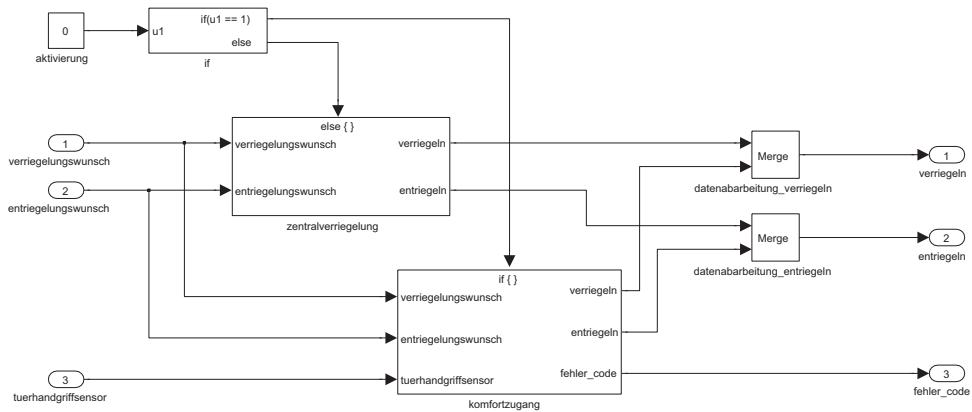 if(u1 == 1)
0
u1
else
aktivierung
if
else { }
1
verriegelungswunsch
verriegeln
Merge
1
verriegelungswunsch
verriegeln
datenabarbeitung_verriegeln
2
entriegelungswunsch
entriegeln
entriegelungswunsch
zentralverriegelung
Merge
2
entriegeln
datenabarbeitung_entriegeln
if { }
verriegelungswunsch
verriegeln
entriegelungswunsch
entriegeln
3
tuerhandgriffsensor
fehler_code
3
tuerhandgriffsensor
fehler_code
komfortzugang